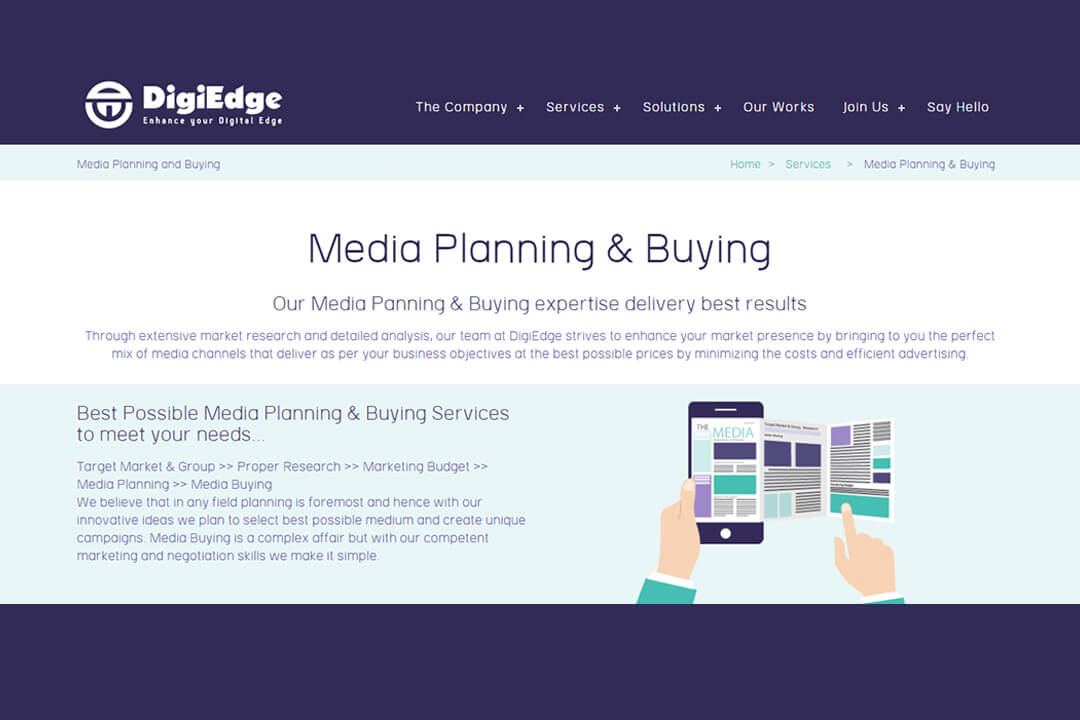 DigiEdge
Enhance your Digital Edge
The Company + Services + Solutions + Our Works Join Us + Say Hello
Media Planning and Buying
Home > Services > Media Planning & Buying
Media Planning & Buying
Our Media Panning & Buying expertise delivery best results
Through extensive market research and detailed analysis, our team at DigiEdge strives to enhance your market presence by bringing to you the perfect
mix of media channels that deliver as per your business objectives at the best possible prices by minimizing the costs and efficient advertising.
Best Possible Media Planning & Buying Services
to meet your needs...
Target Market & Group >> Proper Research >> Marketing Budget >>
Media Planning >> Media Buying
We believe that in any field planning is foremost and hence with our
innovative ideas we plan to select best possible medium and create unique
campaigns. Media Buying is a complex affair but with our competent
marketing and negotiation skills we make it simple.
THE MEDIA
Target Market & Group, Research